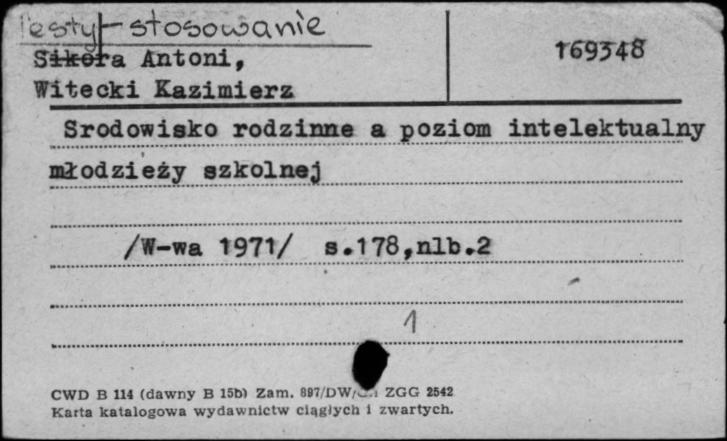 Testy - stosowanie
Sikora Antoni,
169348
Witecki Kazimierz
Srodowisko rodzinne a poziom intelektualny
młodzieży szkolnej
/W-wa 1971/ s.178,nlb.2
1
CWD B 114 (dawny B 15b) Zam. 897/DW/ ZGG 2542
Karta katalogowa wydawnictw ciągłych i zwartych.